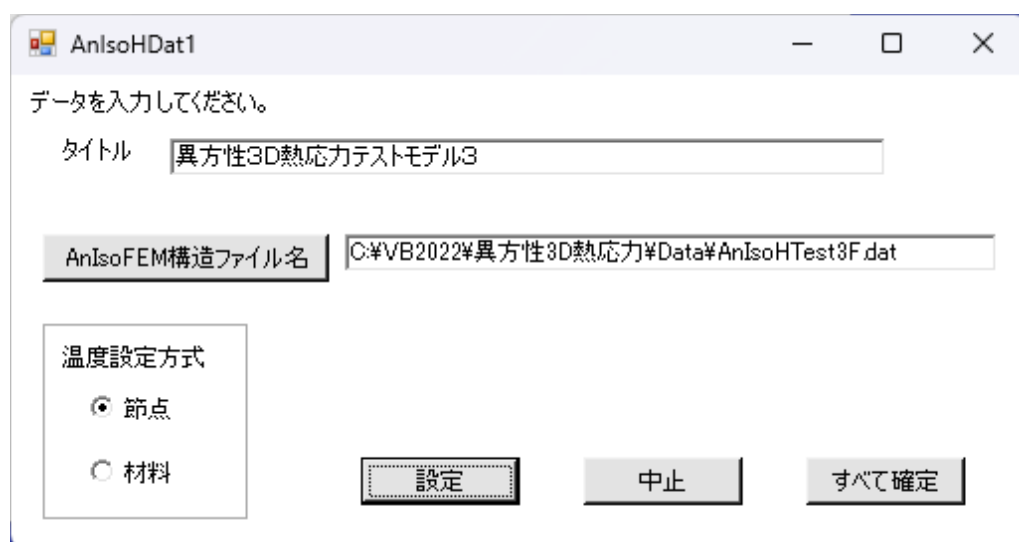 AnIsoHDat1
データを入力してください。
タイトル 異方性3D熱応力テストモデル3
AnIsoFEM構造ファイル名 C:¥VB2022¥異方性3D熱応力¥Data¥AnIsoHTest3F.dat
温度設定方式
節点
材料
設定 中止 すべて確定